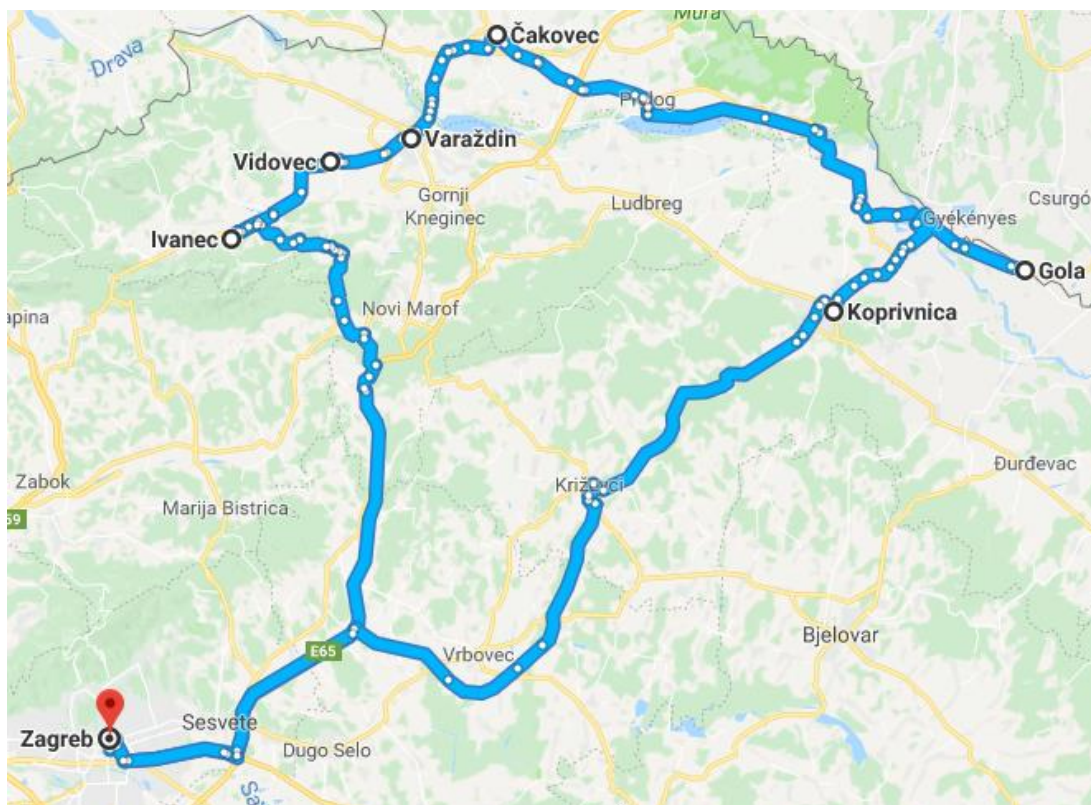 Mura
Čakovec
Drava
Prelog
Varaždin
Vidovec
Gornji
Kneginec
Ludbreg
Csurgó
Gyékényes
Ivanec
Gola
Novi Marof
Koprivnica
apina
Zabok
Križevci
Đurđevac
Marija Bistrica
59
Bjelovar
E65
Vrbovec
Zagreb
Sesvete
Dugo Selo
Sa